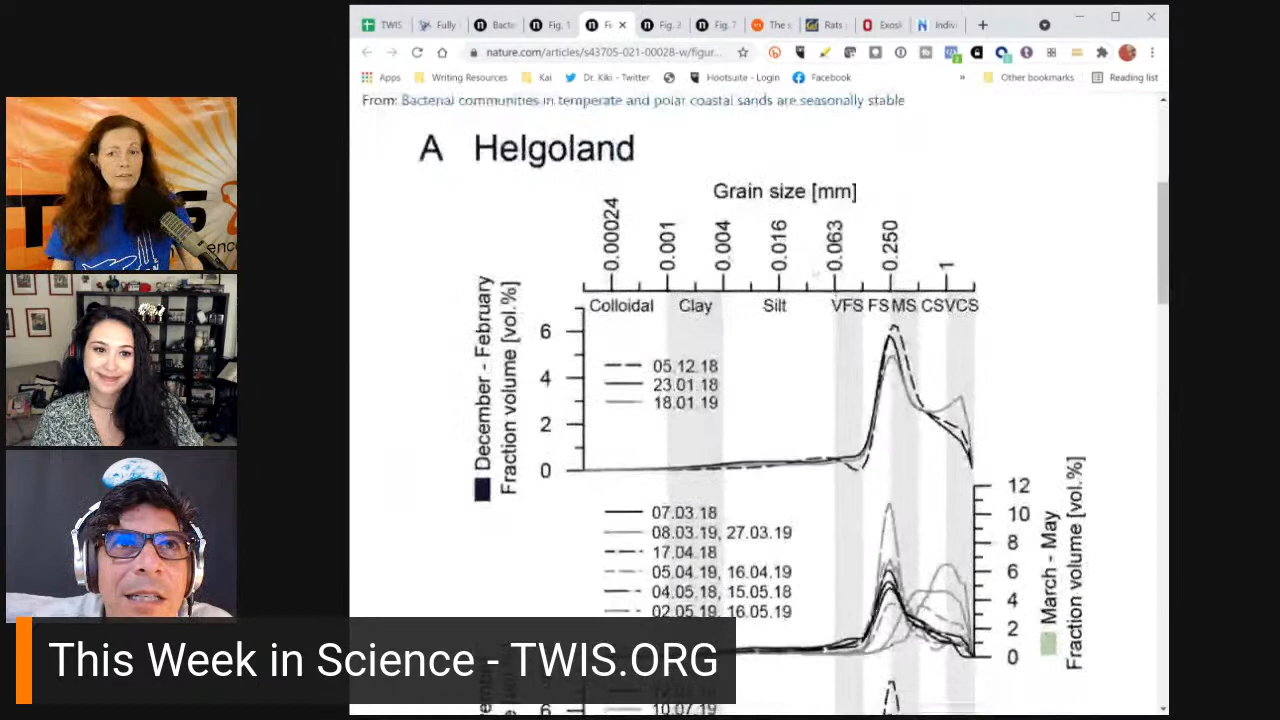 TWIS
Fully
Bacte
Fig. 1
Fi
Fig. 2
Fig. 7
The s
Rats
Exosk
Indivi
nature.com/articles/s43705-021-00028-w/figur...
Apps
Writing Resources
Kai
Dr. Kiki - Twitter
Hootsuite - Login
Facebook
»
Other bookmarks
Reading list
From: Bacterial communities in temperate and polar coastal sands are seasonally stable
A Helgoland
Grain size [mm]
0.00024
0.001
0.004
0.016
0.063
0.250
1
Colloidal
Clay
Silt
VFS
FS
MS
CS
VCS
December - February
Fraction volume [vol.%]
6
4
2
0
05.12.18
23.01.18
18.01.19
12
10
8
6
4
2
0
March - May
Fraction volume [vol.%]
07.03.18
08.03.19, 27.03.19
17.04.18
05.04.19, 16.04.19
04.05.18, 15.05.18
02.05.19, 16.05.19
10.07.19
6
This Week in Science - TWIS.ORG